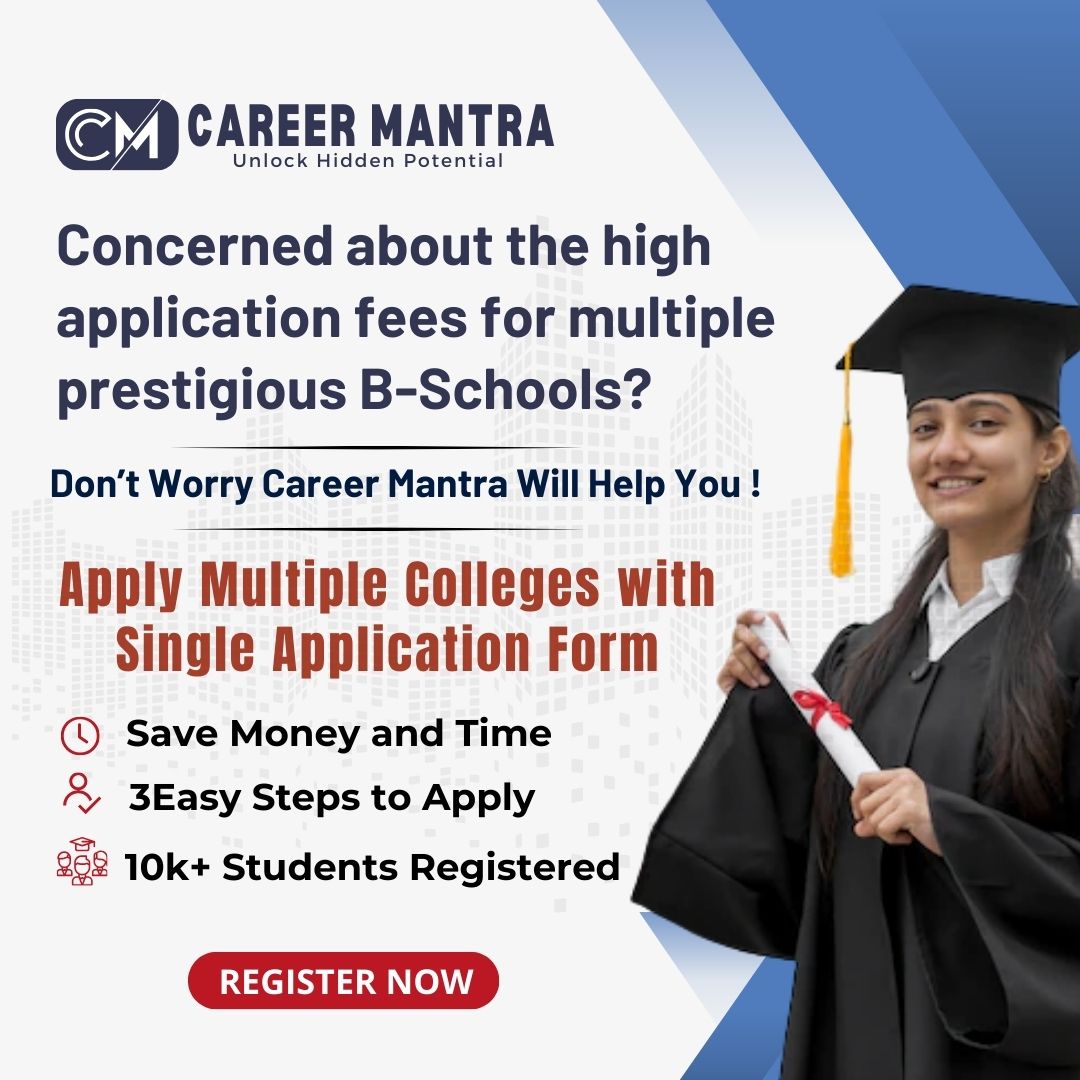 CM CAREER MANTRA
Unlock Hidden Potential
Concerned about the high
application fees for multiple
prestigious B-Schools?
Don’t Worry Career Mantra Will Help You !
Apply Multiple Colleges with
Single Application Form
Save Money and Time
3Easy Steps to Apply
10k+ Students Registered
REGISTER NOW